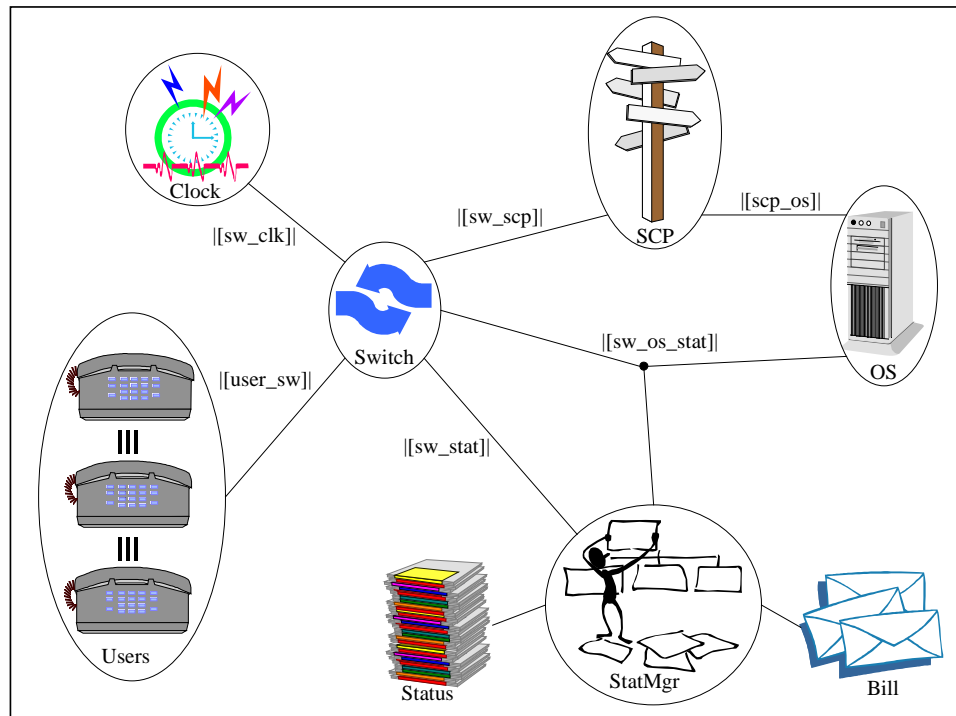 Clock
|[sw_clk]|
|[sw_scp]|
SCP
|[scp_os]|
OS
Switch
|[sw_os_stat]|
|[user_sw]|
|[sw_stat]|
|||
|||
Users
Status
StatMgr
Bill